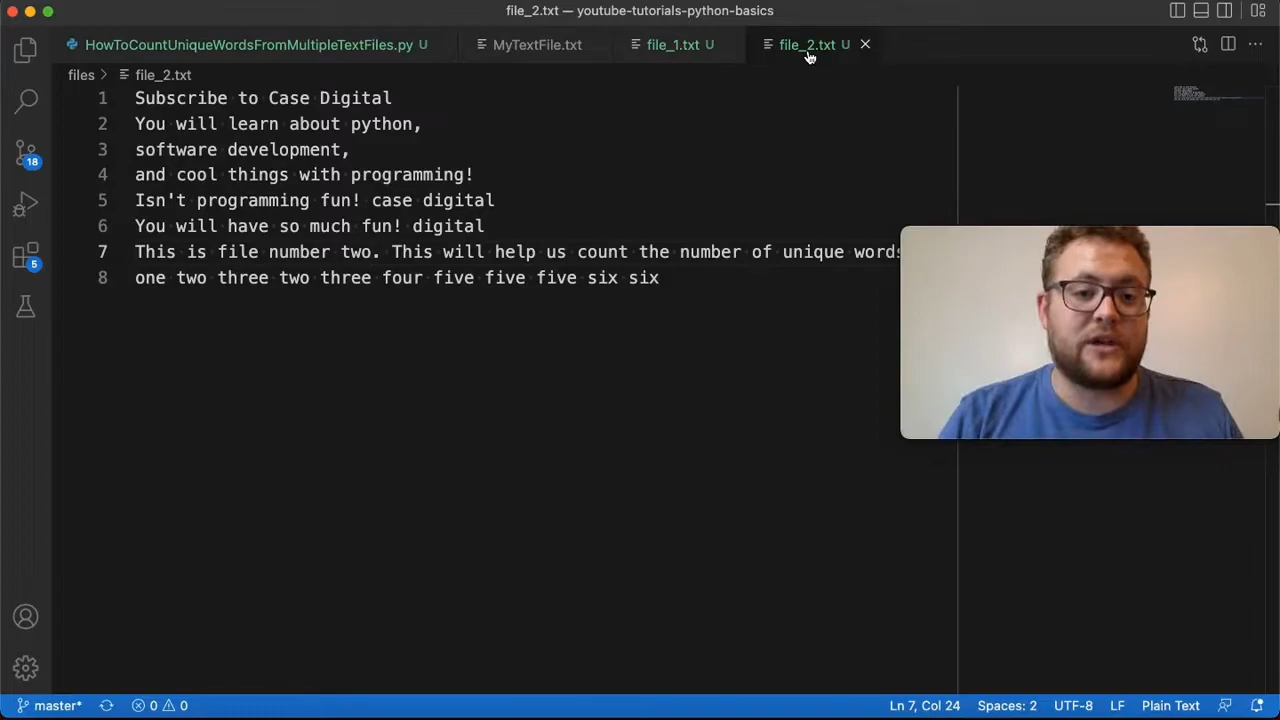 file_2.txt — youtube-tutorials-python-basics
HowToCountUniqueWordsFromMultipleTextFiles.py U
MyTextFile.txt
file_1.txt U
file_2.txt U
files > file_2.txt
1 Subscribe to Case Digital
2 You will learn about python,
3 software development,
4 and cool things with programming!
5 Isn't programming fun! case digital
6 You will have so much fun! digital
7 This is file number two. This will help us count the number of unique words
8 one two three two three four five five five six six
18
5
master* 0 0 Ln 7, Col 24 Spaces: 2 UTF-8 LF Plain Text